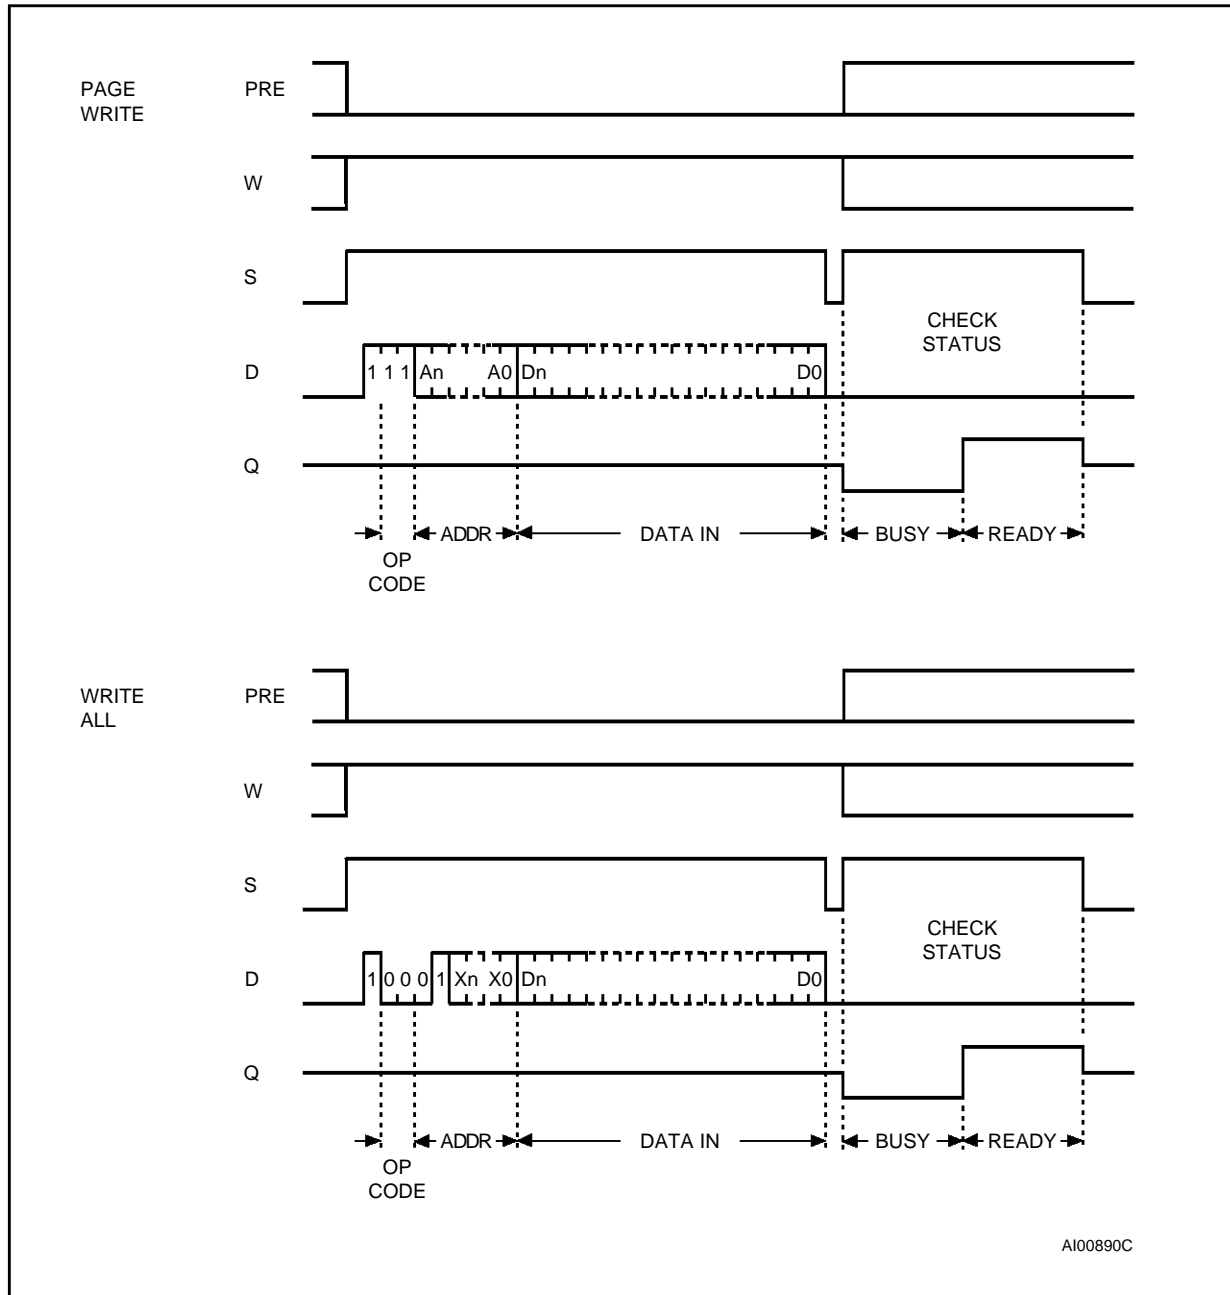 PAGE
WRITE
PRE
W
S
CHECK
STATUS
D
1 1 1 An A0 Dn D0
Q
ADDR DATA IN BUSY READY
OP
CODE
WRITE
ALL
PRE
W
S
CHECK
STATUS
D
1 0 0 0 1 Xn X0 Dn D0
Q
ADDR DATA IN BUSY READY
OP
CODE
AI00890C